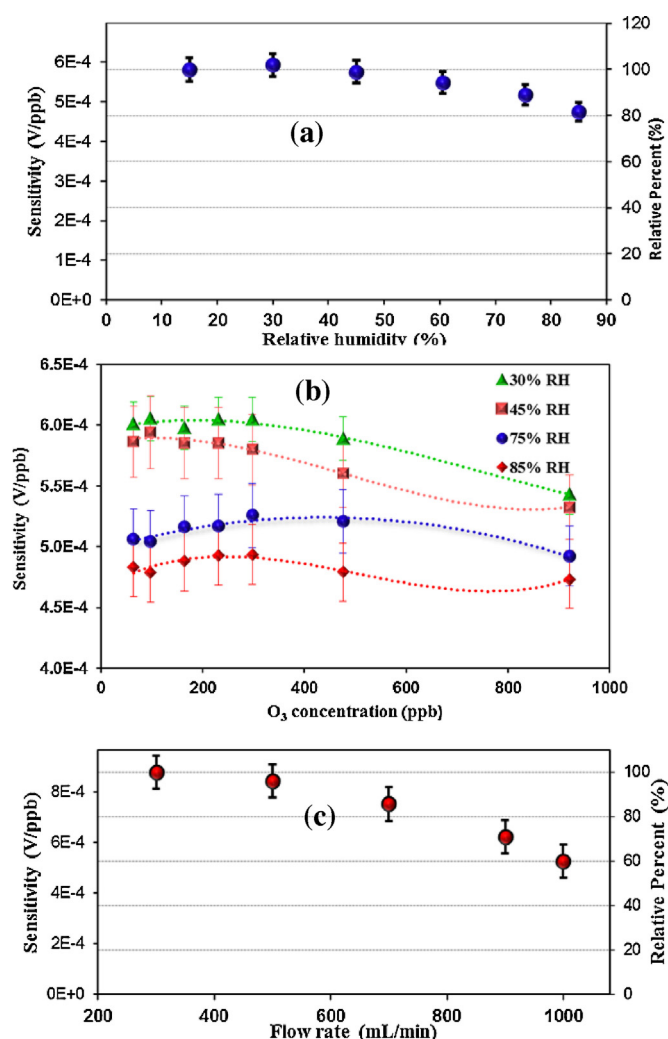 120
6E-4
100
5E-4
80
4E-4
(a)
60
3E-4
40
2E-4
20
1E-4
0E+0
0
Sensitivity (V/ppb)
Relative Percent (%)
0 10 20 30 40 50 60 70 80 90
Relative humidity (%)
6.5E-4
(b)
30% RH
6.0E-4
45% RH
75% RH
5.5E-4
85% RH
5.0E-4
4.5E-4
4.0E-4
Sensitivity (V/ppb)
0 200 400 600 800 1000
O₃ concentration (ppb)
8E-4
100
(c)
80
6E-4
60
4E-4
40
2E-4
20
0E+0
0
Sensitivity (V/ppb)
Relative Percent (%)
200 400 600 800 1000
Flow rate (mL/min)